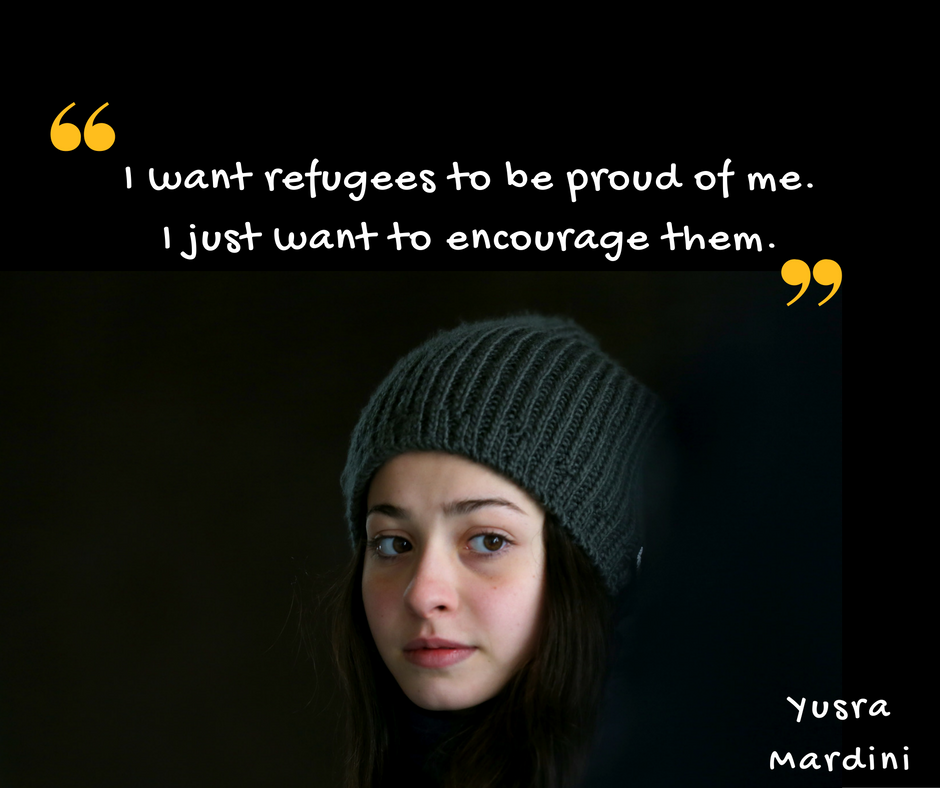 “
I want refugees to be proud of me.
I just want to encourage them.
”
Yusra
Mardini